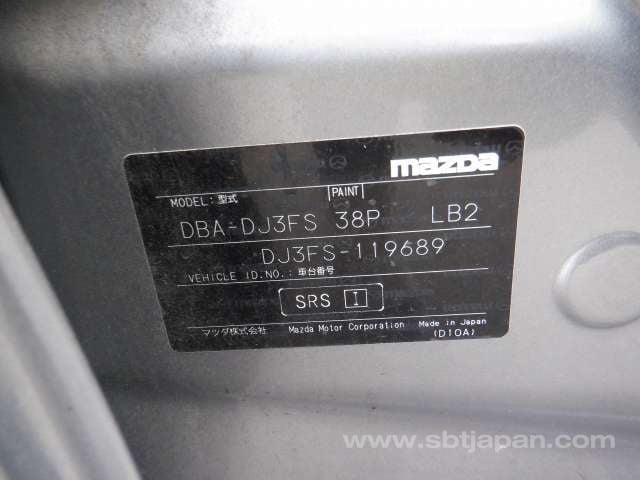 mazda
MODEL:型式 PAINT
DBA-DJ3FS 38P LB2
DJ3FS-119689
VEHICLE ID.NO.:車台番号
SRS I
マツダ株式会社 Mazda Motor Corporation Made in Japan
(D10A)
www.sbtjapan.com